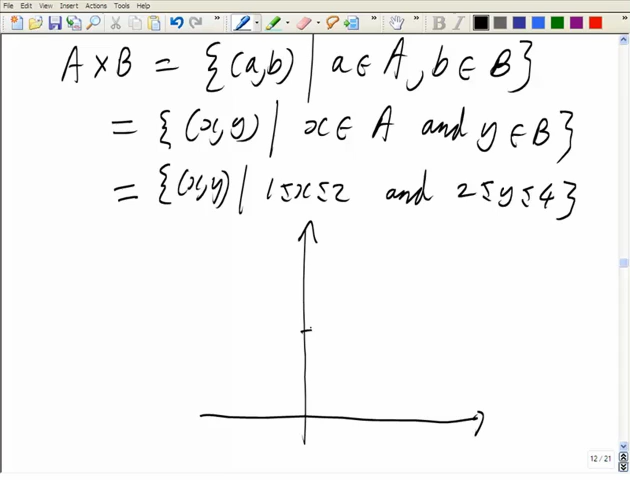 File Edit View Insert Actions Tools Help
B I
A × B = {(a,b) | a ∈ A, b ∈ B}
= {(x,y) | x ∈ A and y ∈ B}
= {(x,y) | 1≤x≤2 and 2≤y≤4}
12 / 21